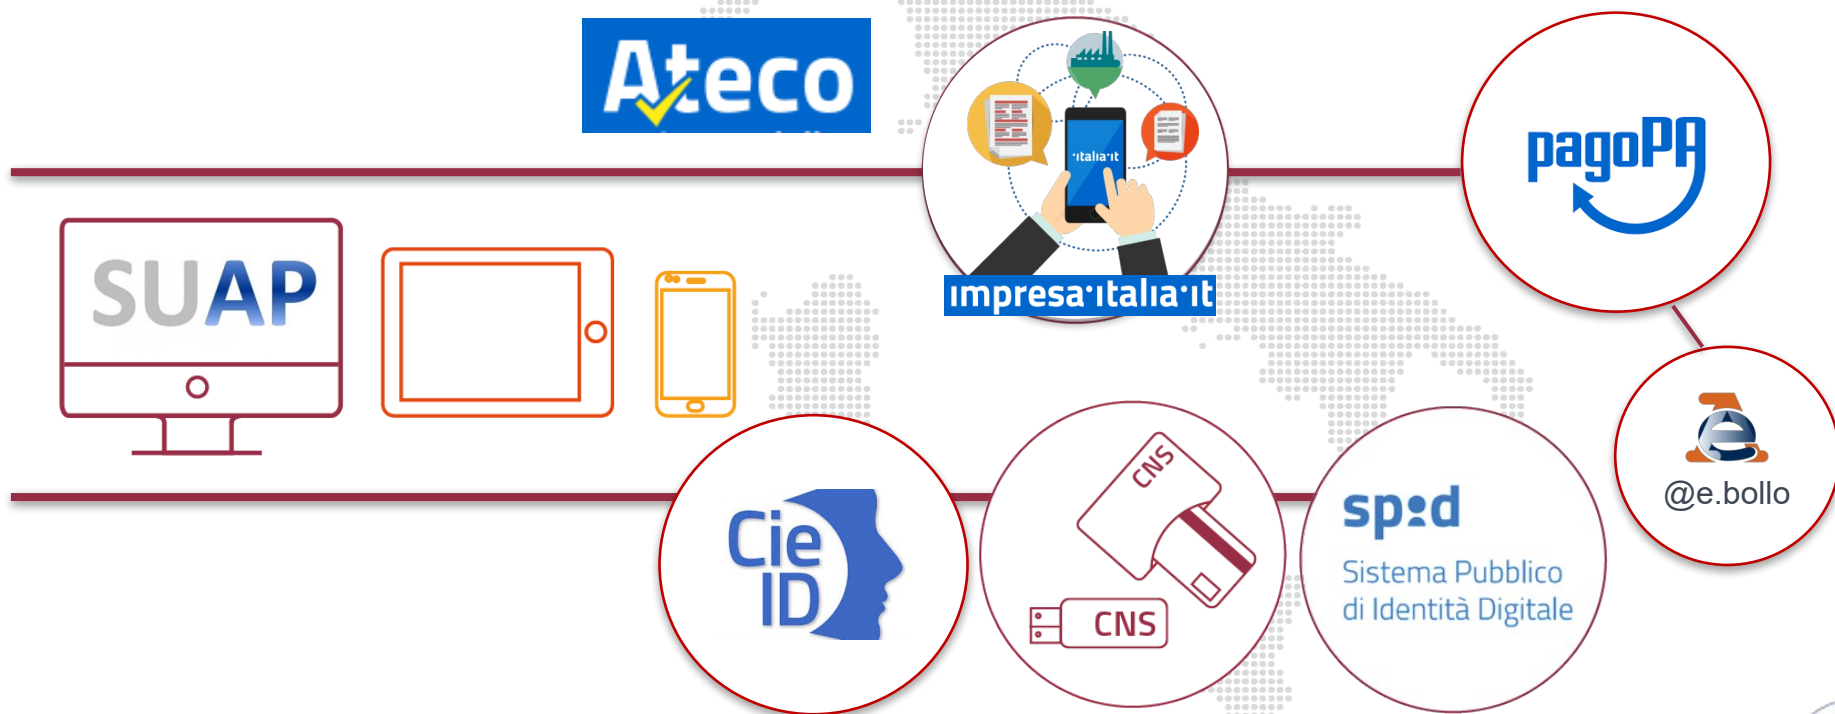 Ateco
italia.it
impresa.italia.it
pagoPA
SUAP
@e.bollo
Cie
ID
CNS
CNS
spid
Sistema Pubblico
di Identità Digitale